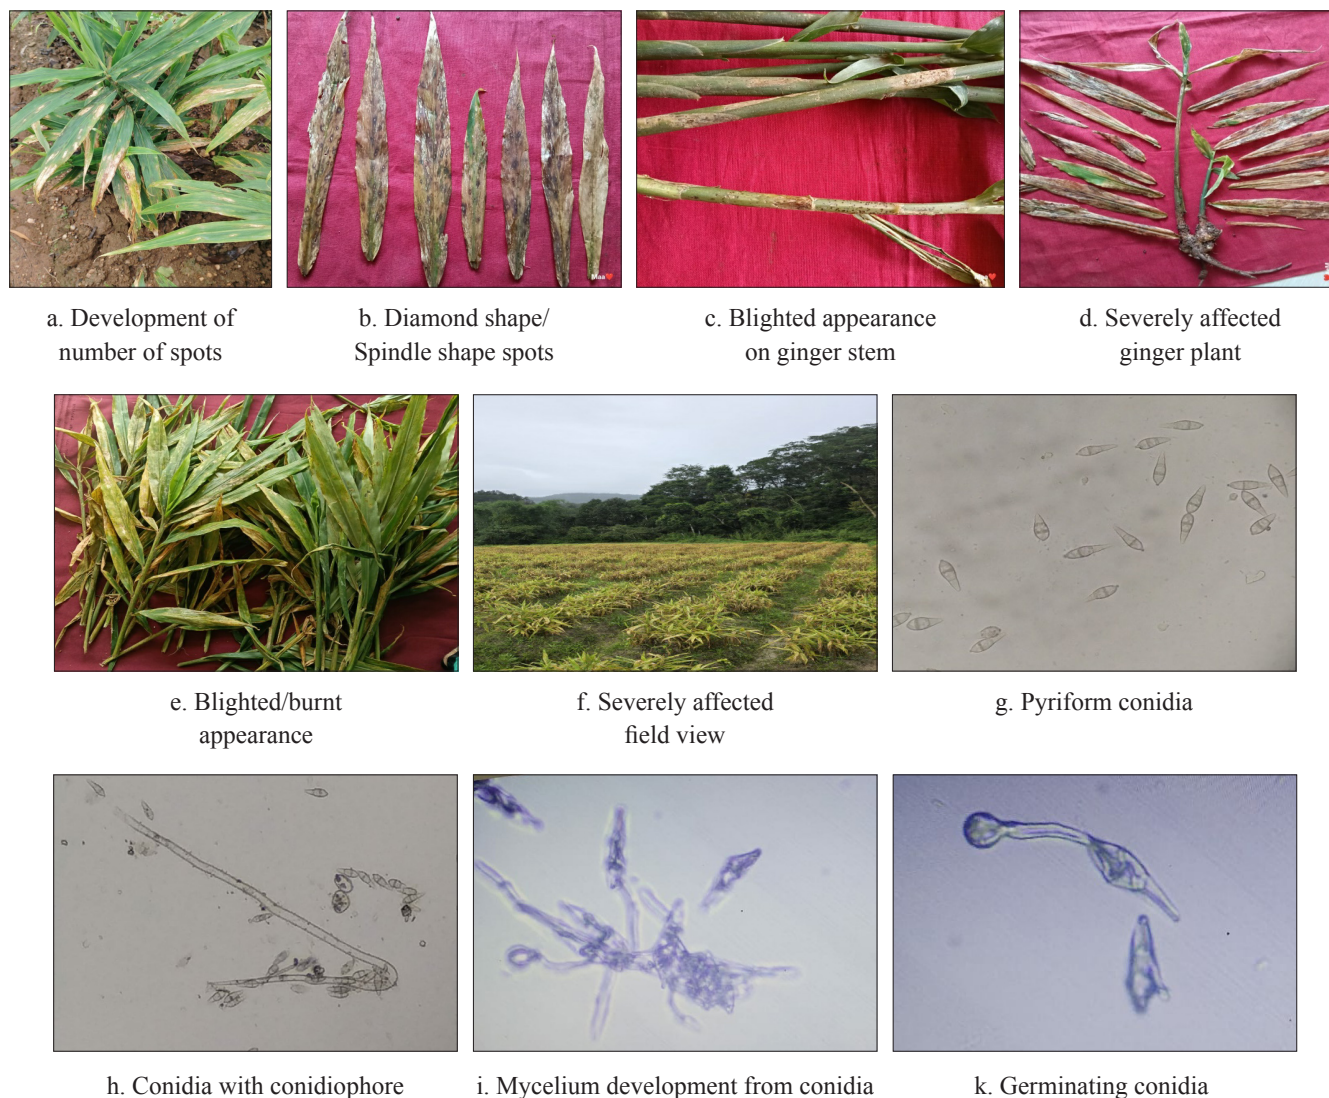 a. Development of
number of spots
b. Diamond shape/
Spindle shape spots
c. Blighted appearance
on ginger stem
d. Severely affected
ginger plant
e. Blighted/burnt
appearance
f. Severely affected
field view
g. Pyriform conidia
h. Conidia with conidiophore
i. Mycelium development from conidia
k. Germinating conidia